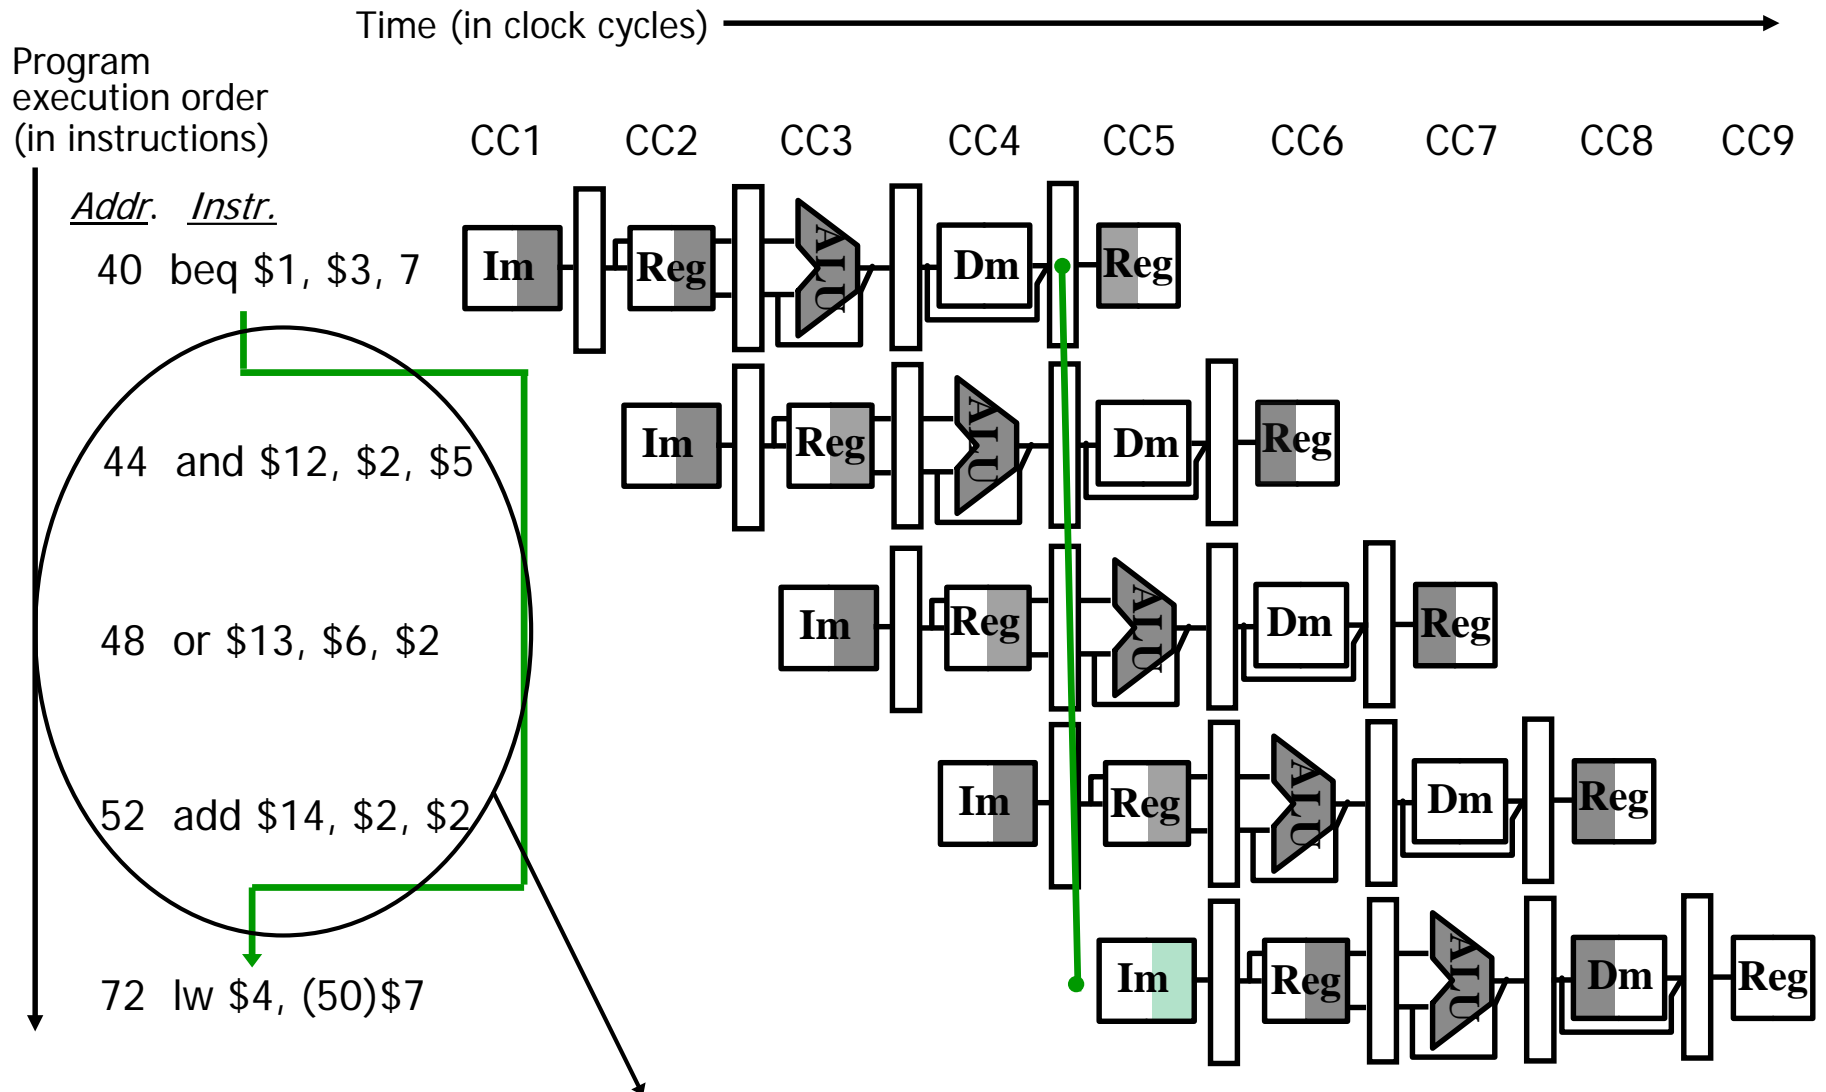 Time (in clock cycles)
Program
execution order
(in instructions)
CC1 CC2 CC3 CC4 CC5 CC6 CC7 CC8 CC9
Addr. Instr.
40 beq $1, $3, 7
Im Reg ALU Dm Reg
44 and $12, $2, $5
Im Reg ALU Dm Reg
48 or $13, $6, $2
Im Reg ALU Dm Reg
52 add $14, $2, $2
Im Reg ALU Dm Reg
72 lw $4, (50)$7
Im Reg ALU Dm Reg